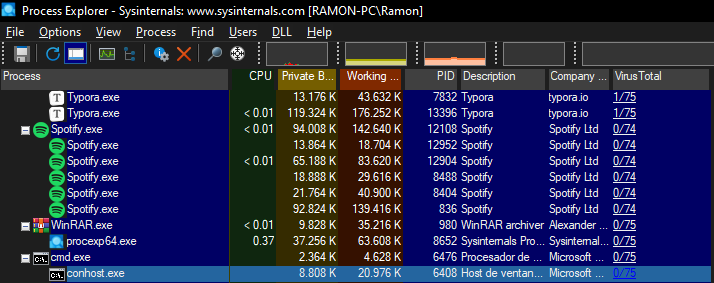 Process Explorer - Sysinternals: www.sysinternals.com [RAMON-PC\Ramon]
File Options View Process Find Users DLL Help
Process CPU Private B... Working ... PID Description Company ... VirusTotal
Typora.exe 13.176 K 43.632 K 7832 Typora typora.io 1/75
Typora.exe < 0.01 119.324 K 176.252 K 13396 Typora typora.io 1/75
Spotify.exe < 0.01 94.008 K 142.640 K 12108 Spotify Spotify Ltd 0/74
Spotify.exe 13.864 K 18.704 K 12952 Spotify Spotify Ltd 0/74
Spotify.exe < 0.01 65.188 K 83.620 K 12904 Spotify Spotify Ltd 0/74
Spotify.exe 18.888 K 29.616 K 8488 Spotify Spotify Ltd 0/74
Spotify.exe 21.764 K 40.900 K 8404 Spotify Spotify Ltd 0/74
Spotify.exe 92.824 K 139.416 K 836 Spotify Spotify Ltd 0/74
WinRAR.exe < 0.01 9.828 K 35.216 K 980 WinRAR archiver Alexander ... 0/75
procexp64.exe 0.37 37.256 K 63.608 K 8652 Sysinternals Pro... Sysinternal... 0/75
cmd.exe 2.364 K 4.628 K 6476 Procesador de ... Microsoft ... 0/75
conhost.exe 8.808 K 20.976 K 6408 Host de ventan... Microsoft ... 0/75